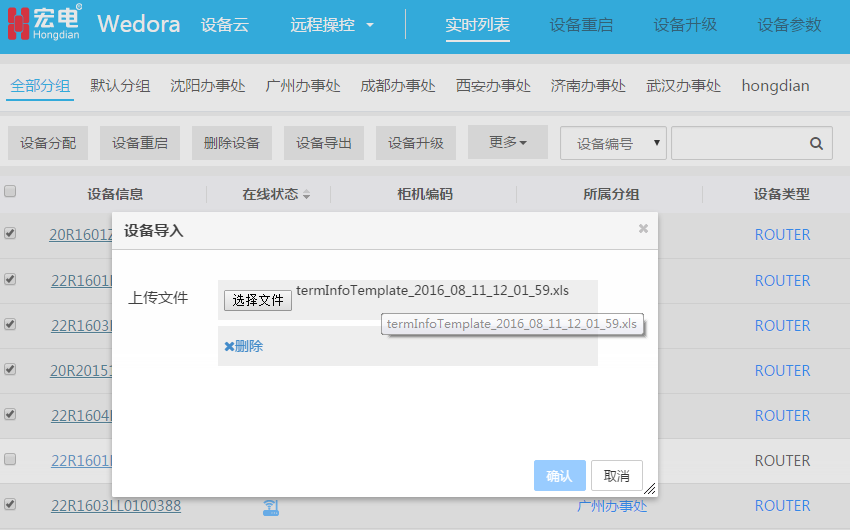 宏电® Hongdian Wedora 设备云 远程操控 实时列表 设备重启 设备升级 设备参数
全部分组 默认分组 沈阳办事处 广州办事处 成都办事处 西安办事处 济南办事处 武汉办事处 hongdian
设备分配 设备重启 删除设备 设备导出 设备升级 更多 设备编号
设备信息 在线状态 柜机编码 所属分组 设备类型
设备导入
20R1601 ROUTER
上传文件 选择文件 termInfoTemplate_2016_08_11_12_01_59.xls
22R1601 ROUTER
termInfoTemplate_2016_08_11_12_01_59.xls
22R1603 ROUTER
删除
20R2015 ROUTER
22R1604 ROUTER
22R1601 ROUTER
确认 取消
22R1603LL0100388 广州办事处 ROUTER